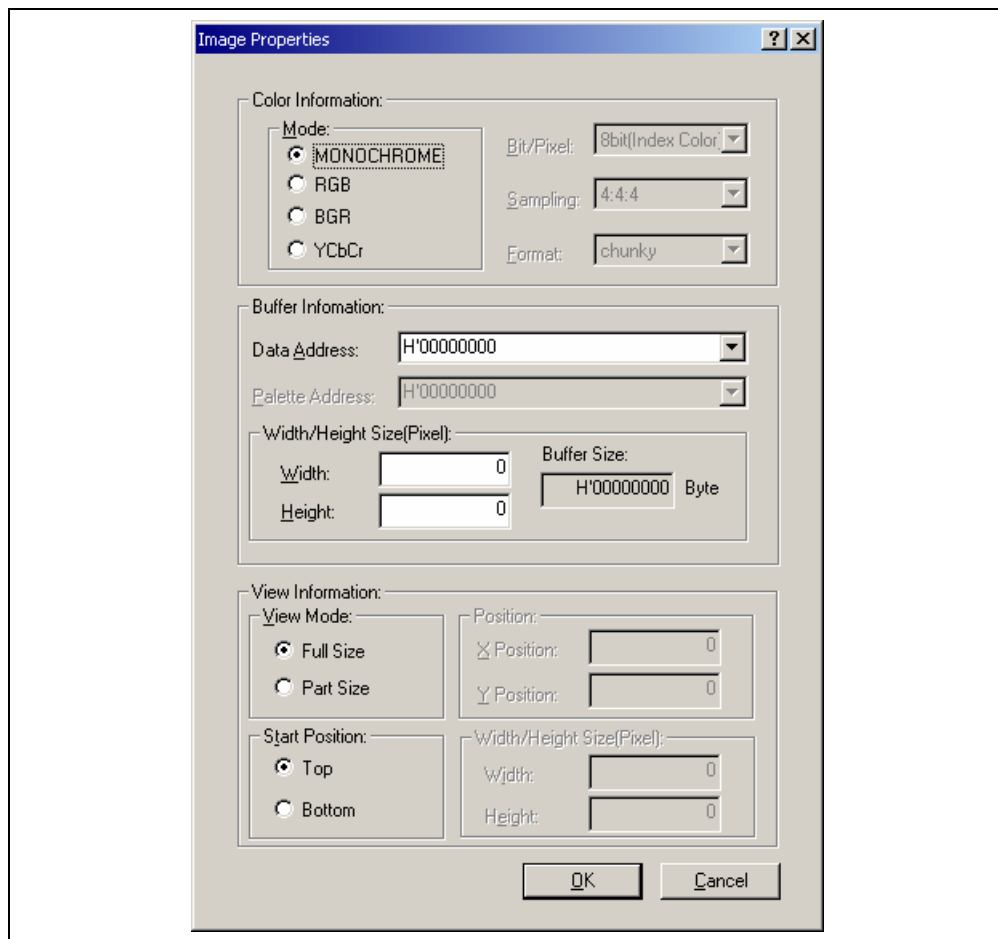 Image Properties
Color Information:
Mode:
MONOCHROME
RGB
BGR
YCbCr
Bit/Pixel: 8bit(Index Color)
Sampling: 4:4:4
Format: chunky
Buffer Infomation:
Data Address: H'00000000
Palette Address: H'00000000
Width/Height Size(Pixel):
Width: 0
Height: 0
Buffer Size:
H'00000000 Byte
View Information:
View Mode:
Full Size
Part Size
Position:
X Position: 0
Y Position: 0
Start Position:
Top
Bottom
Width/Height Size(Pixel):
Width: 0
Height: 0
OK Cancel